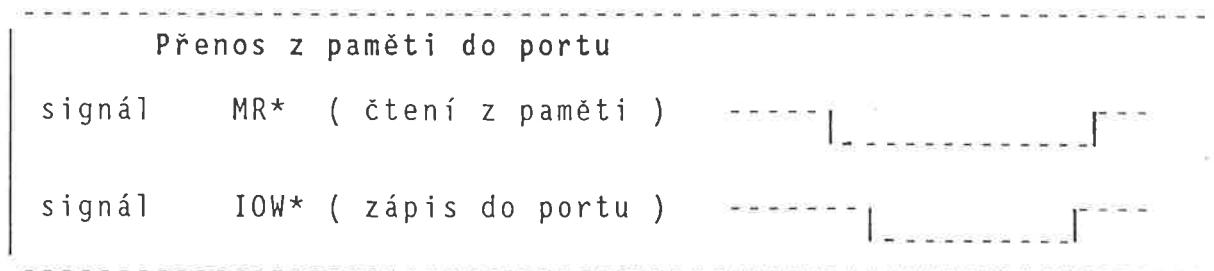 Přenos z paměti do portu
signál MR* ( čtení z paměti )
signál IOW* ( zápis do portu )